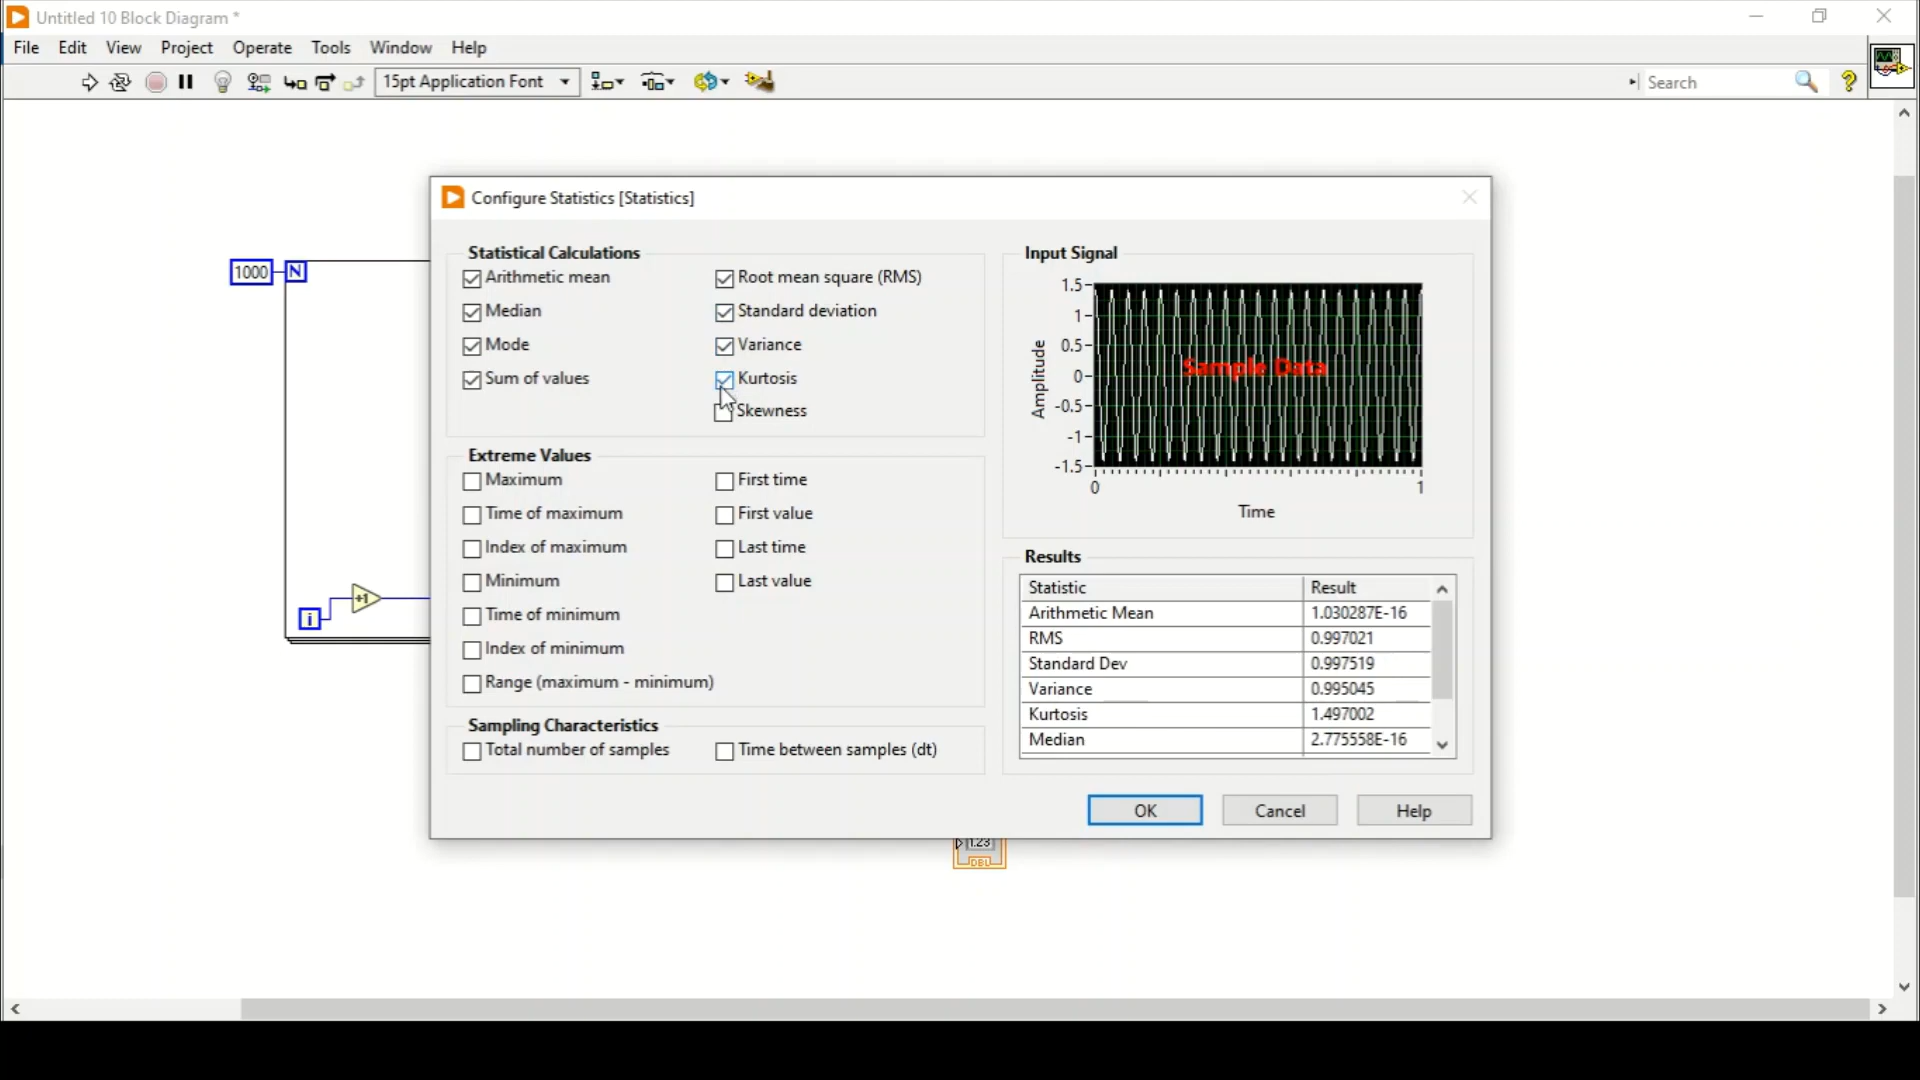 Untitled 10 Block Diagram *
File Edit View Project Operate Tools Window Help
15pt Application Font
Search
?
1000 N
i
+1
Configure Statistics [Statistics]
Statistical Calculations
Arithmetic mean Root mean square (RMS)
Median Standard deviation
Mode Variance
Sum of values Kurtosis
Skewness
Extreme Values
Maximum First time
Time of maximum First value
Index of maximum Last time
Minimum Last value
Time of minimum
Index of minimum
Range (maximum - minimum)
Sampling Characteristics
Total number of samples Time between samples (dt)
Input Signal
Amplitude
1.5-
1-
0.5-
0-
-0.5-
-1-
-1.5-
Sample Data
0 1
Time
Results
Statistic Result
Arithmetic Mean 1.030287E-16
RMS 0.997021
Standard Dev 0.997519
Variance 0.995045
Kurtosis 1.497002
Median 2.775558E-16
OK Cancel Help
1.23
DBL